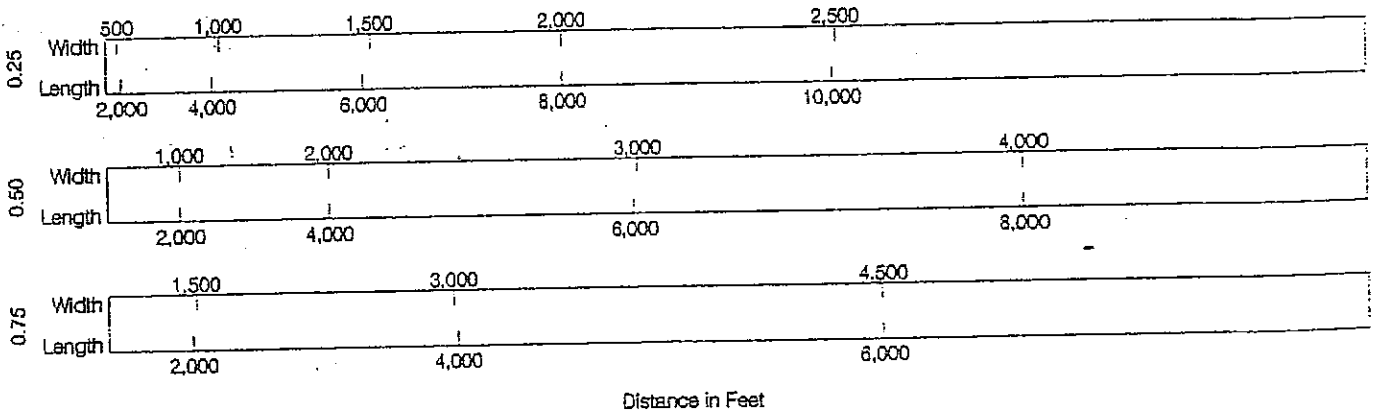 500 1,000 1,500 2,000 2,500
Width
0.25
Length
2,000 4,000 6,000 8,000 10,000
1,000 2,000 3,000 4,000
Width
0.50
Length
2,000 4,000 6,000 8,000
1,500 3,000 4,500
Width
0.75
Length
2,000 4,000 6,000
Distance in Feet